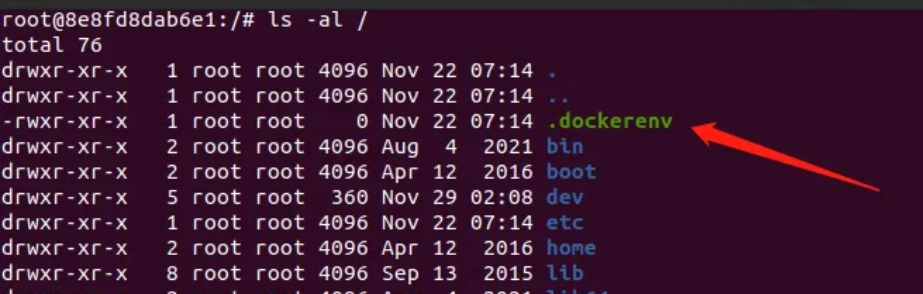 root@8e8fd8dab6e1:/# ls -al /
total 76
drwxr-xr-x   1 root root 4096 Nov 22 07:14 .
drwxr-xr-x   1 root root 4096 Nov 22 07:14 ..
-rwxr-xr-x   1 root root    0 Nov 22 07:14 .dockerenv
drwxr-xr-x   2 root root 4096 Aug  4  2021 bin
drwxr-xr-x   2 root root 4096 Apr 12  2016 boot
drwxr-xr-x   5 root root  360 Nov 29 02:08 dev
drwxr-xr-x   1 root root 4096 Nov 22 07:14 etc
drwxr-xr-x   2 root root 4096 Apr 12  2016 home
drwxr-xr-x   8 root root 4096 Sep 13  2015 lib